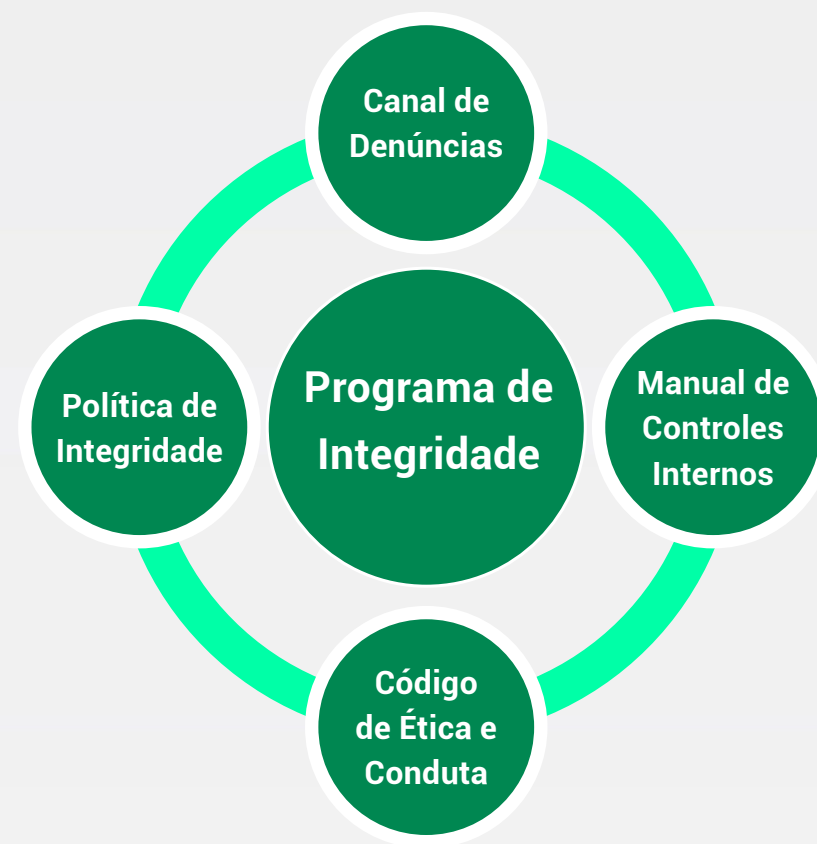 Canal de
Denúncias
Programa de
Integridade
Política de
Integridade
Manual de
Controles
Internos
Código
de Ética e
Conduta